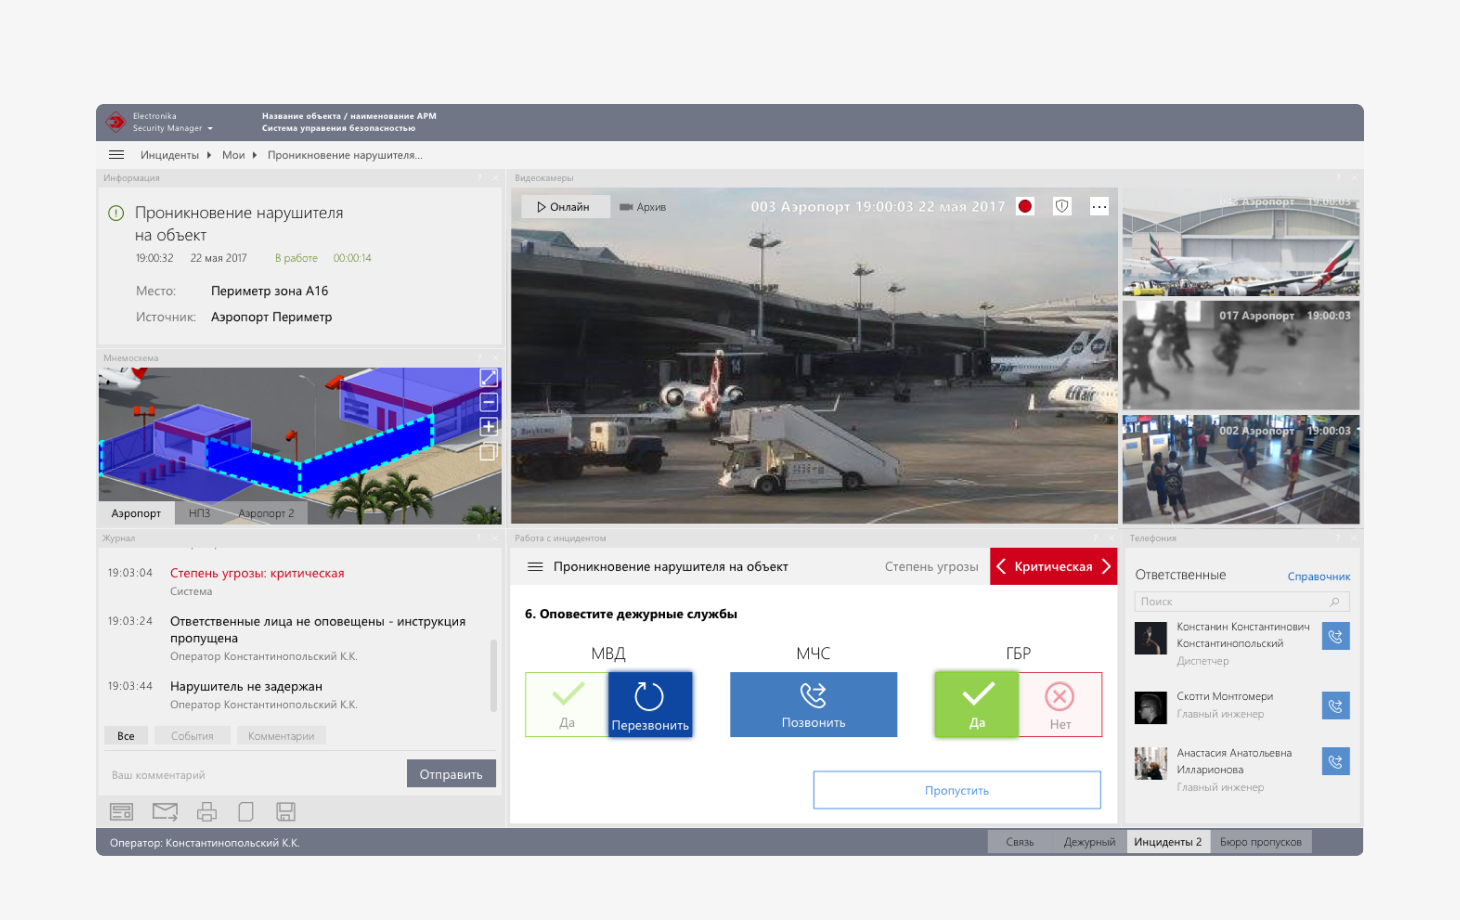 Electronika
Security Manager
Название объекта / наименование АРМ
Система управления безопасностью
Инциденты
Мои
Проникновение нарушителя...
Информация
Проникновение нарушителя
на объект
19:00:32
22 мая 2017
В работе
00:00:14
Место:
Периметр зона А16
Источник:
Аэропорт Периметр
Мнемосхема
Аэропорт
НПЗ
Аэропорт 2
Видеокамеры
Онлайн
Архив
003 Аэропорт 19:00:03 22 мая 2017
14
UTair
Аэропорт 19:00:03
017 Аэропорт 19:00:03
002 Аэропорт 19:00:03
Журнал
19:03:04
Степень угрозы: критическая
Система
19:03:24
Ответственные лица не оповещены - инструкция
пропущена
Оператор Константинопольский К.К.
19:03:44
Нарушитель не задержан
Оператор Константинопольский К.К.
Все
События
Комментарии
Ваш комментарий
Отправить
Работа с инцидентом
Проникновение нарушителя на объект
Степень угрозы
Критическая
6. Оповестите дежурные службы
МВД
МЧС
ГБР
Да
Перезвонить
Позвонить
Да
Нет
Пропустить
Телефония
Ответственные
Справочник
Поиск
Констанин Константинович
Константинопольский
Диспетчер
Скотти Монтгомери
Главный инженер
Анастасия Анатольевна
Илларионова
Главный инженер
Оператор: Константинопольский К.К.
Связь
Дежурный
Инциденты 2
Бюро пропусков